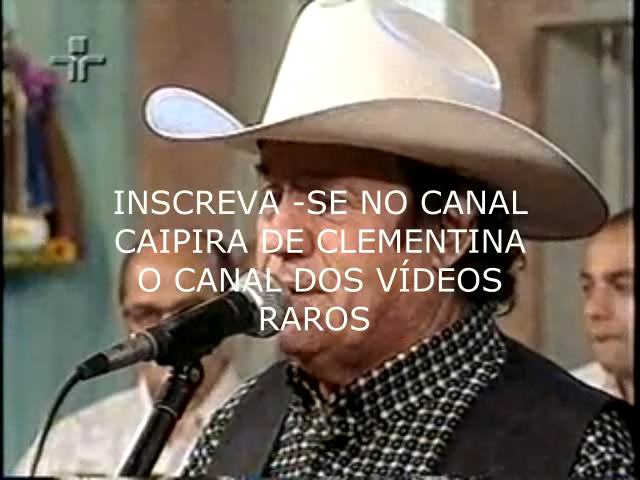 INSCREVA -SE NO CANAL
CAIPIRA DE CLEMENTINA
O CANAL DOS VÍDEOS
RAROS